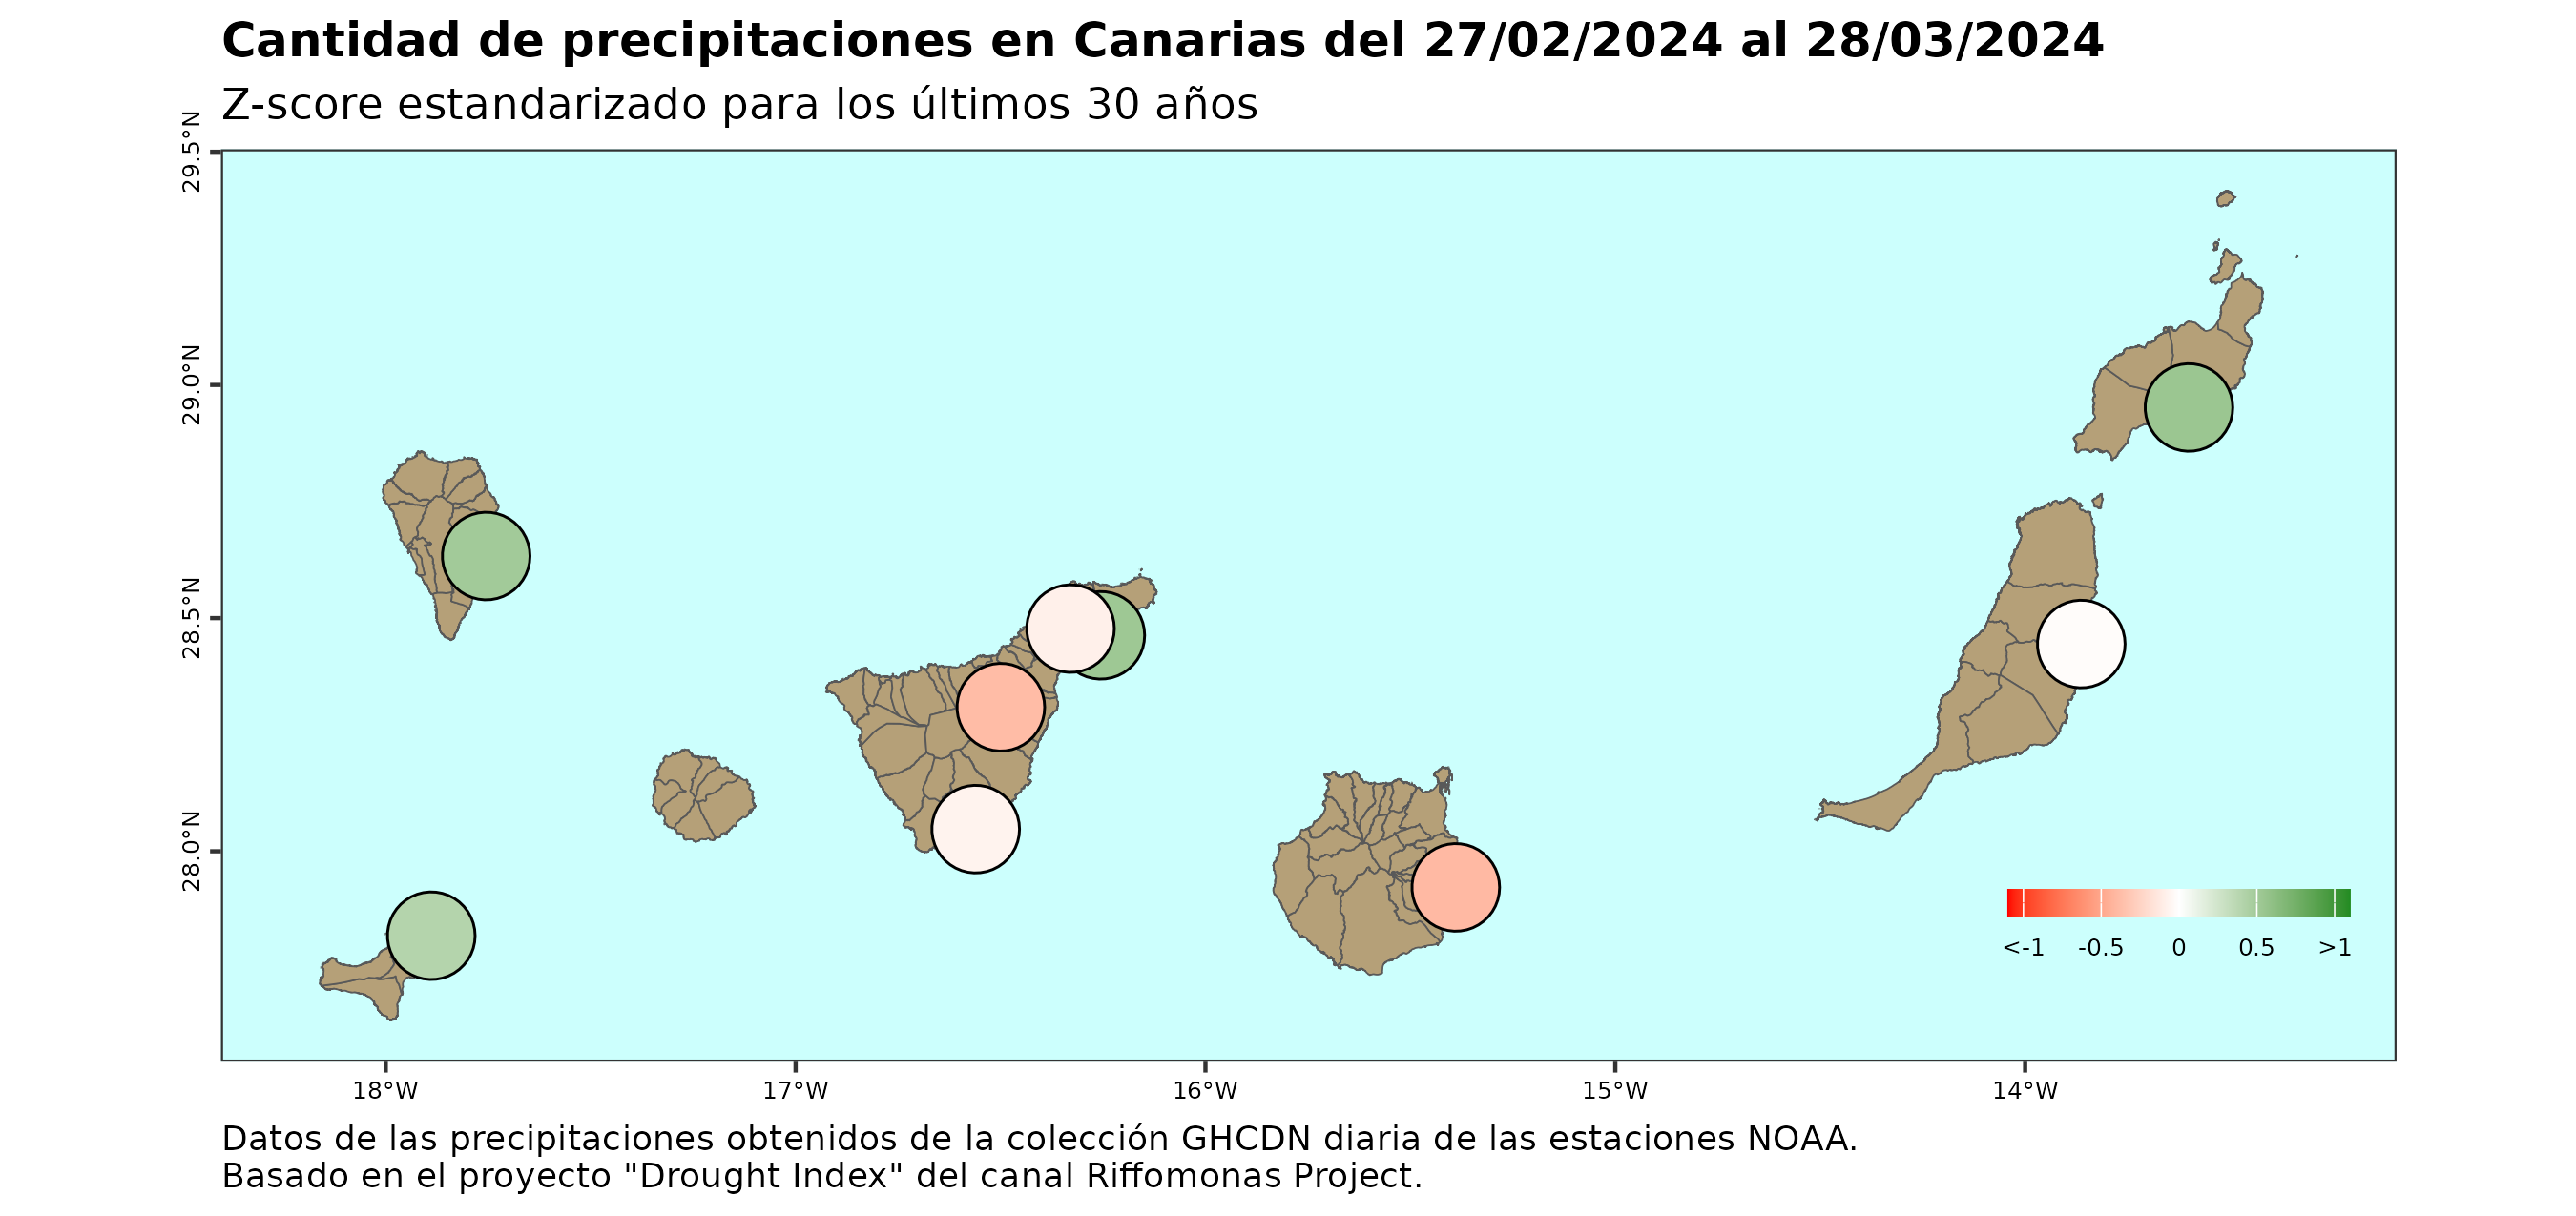 Cantidad de precipitaciones en Canarias del 27/02/2024 al 28/03/2024
Z-score estandarizado para los últimos 30 años
29.5°N
29.0°N
28.5°N
28.0°N
<-1 -0.5 0 0.5 >1
18°W 17°W 16°W 15°W 14°W
Datos de las precipitaciones obtenidos de la colección GHCDN diaria de las estaciones NOAA.
Basado en el proyecto "Drought Index" del canal Riffomonas Project.